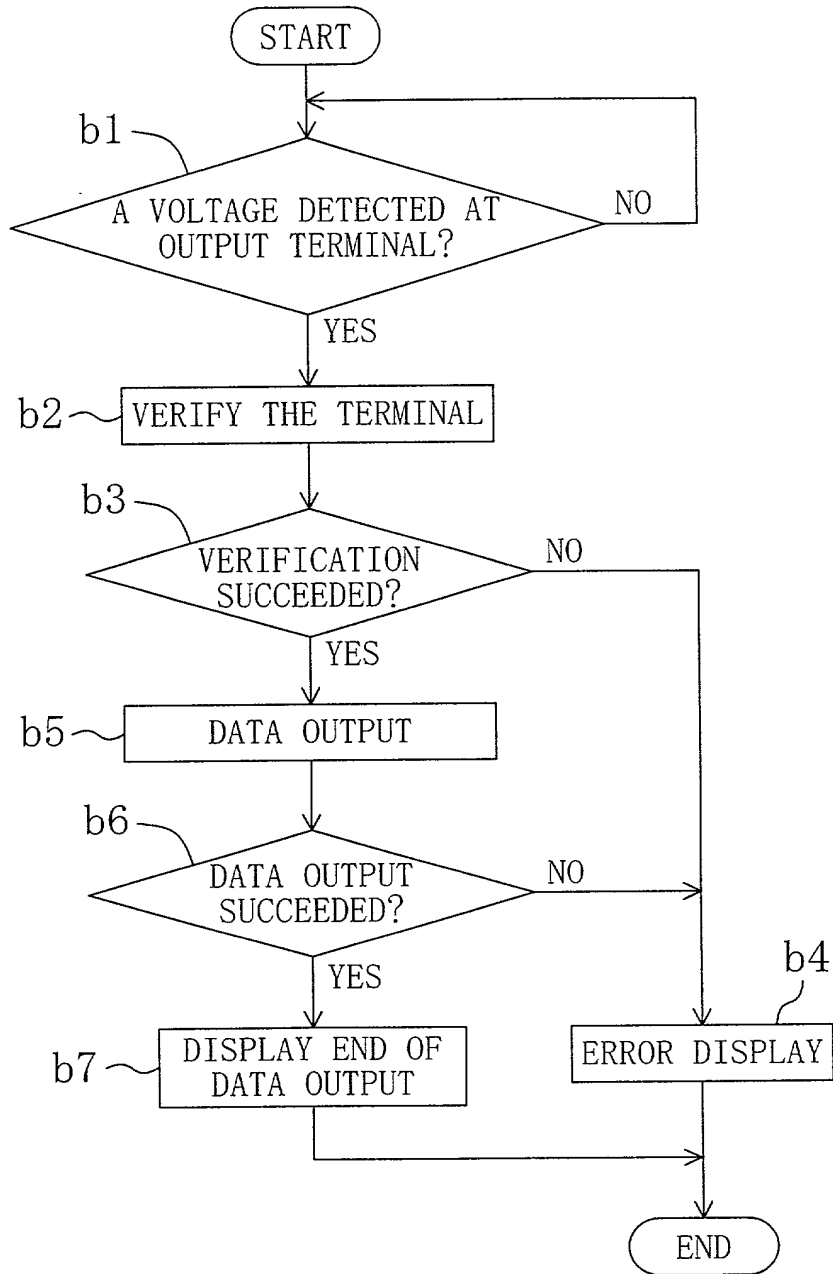 START
b1
A VOLTAGE DETECTED AT
OUTPUT TERMINAL?
NO
YES
b2
VERIFY THE TERMINAL
b3
VERIFICATION
SUCCEEDED?
NO
YES
b5
DATA OUTPUT
b6
DATA OUTPUT
SUCCEEDED?
NO
YES
b4
b7
DISPLAY END OF
DATA OUTPUT
ERROR DISPLAY
END